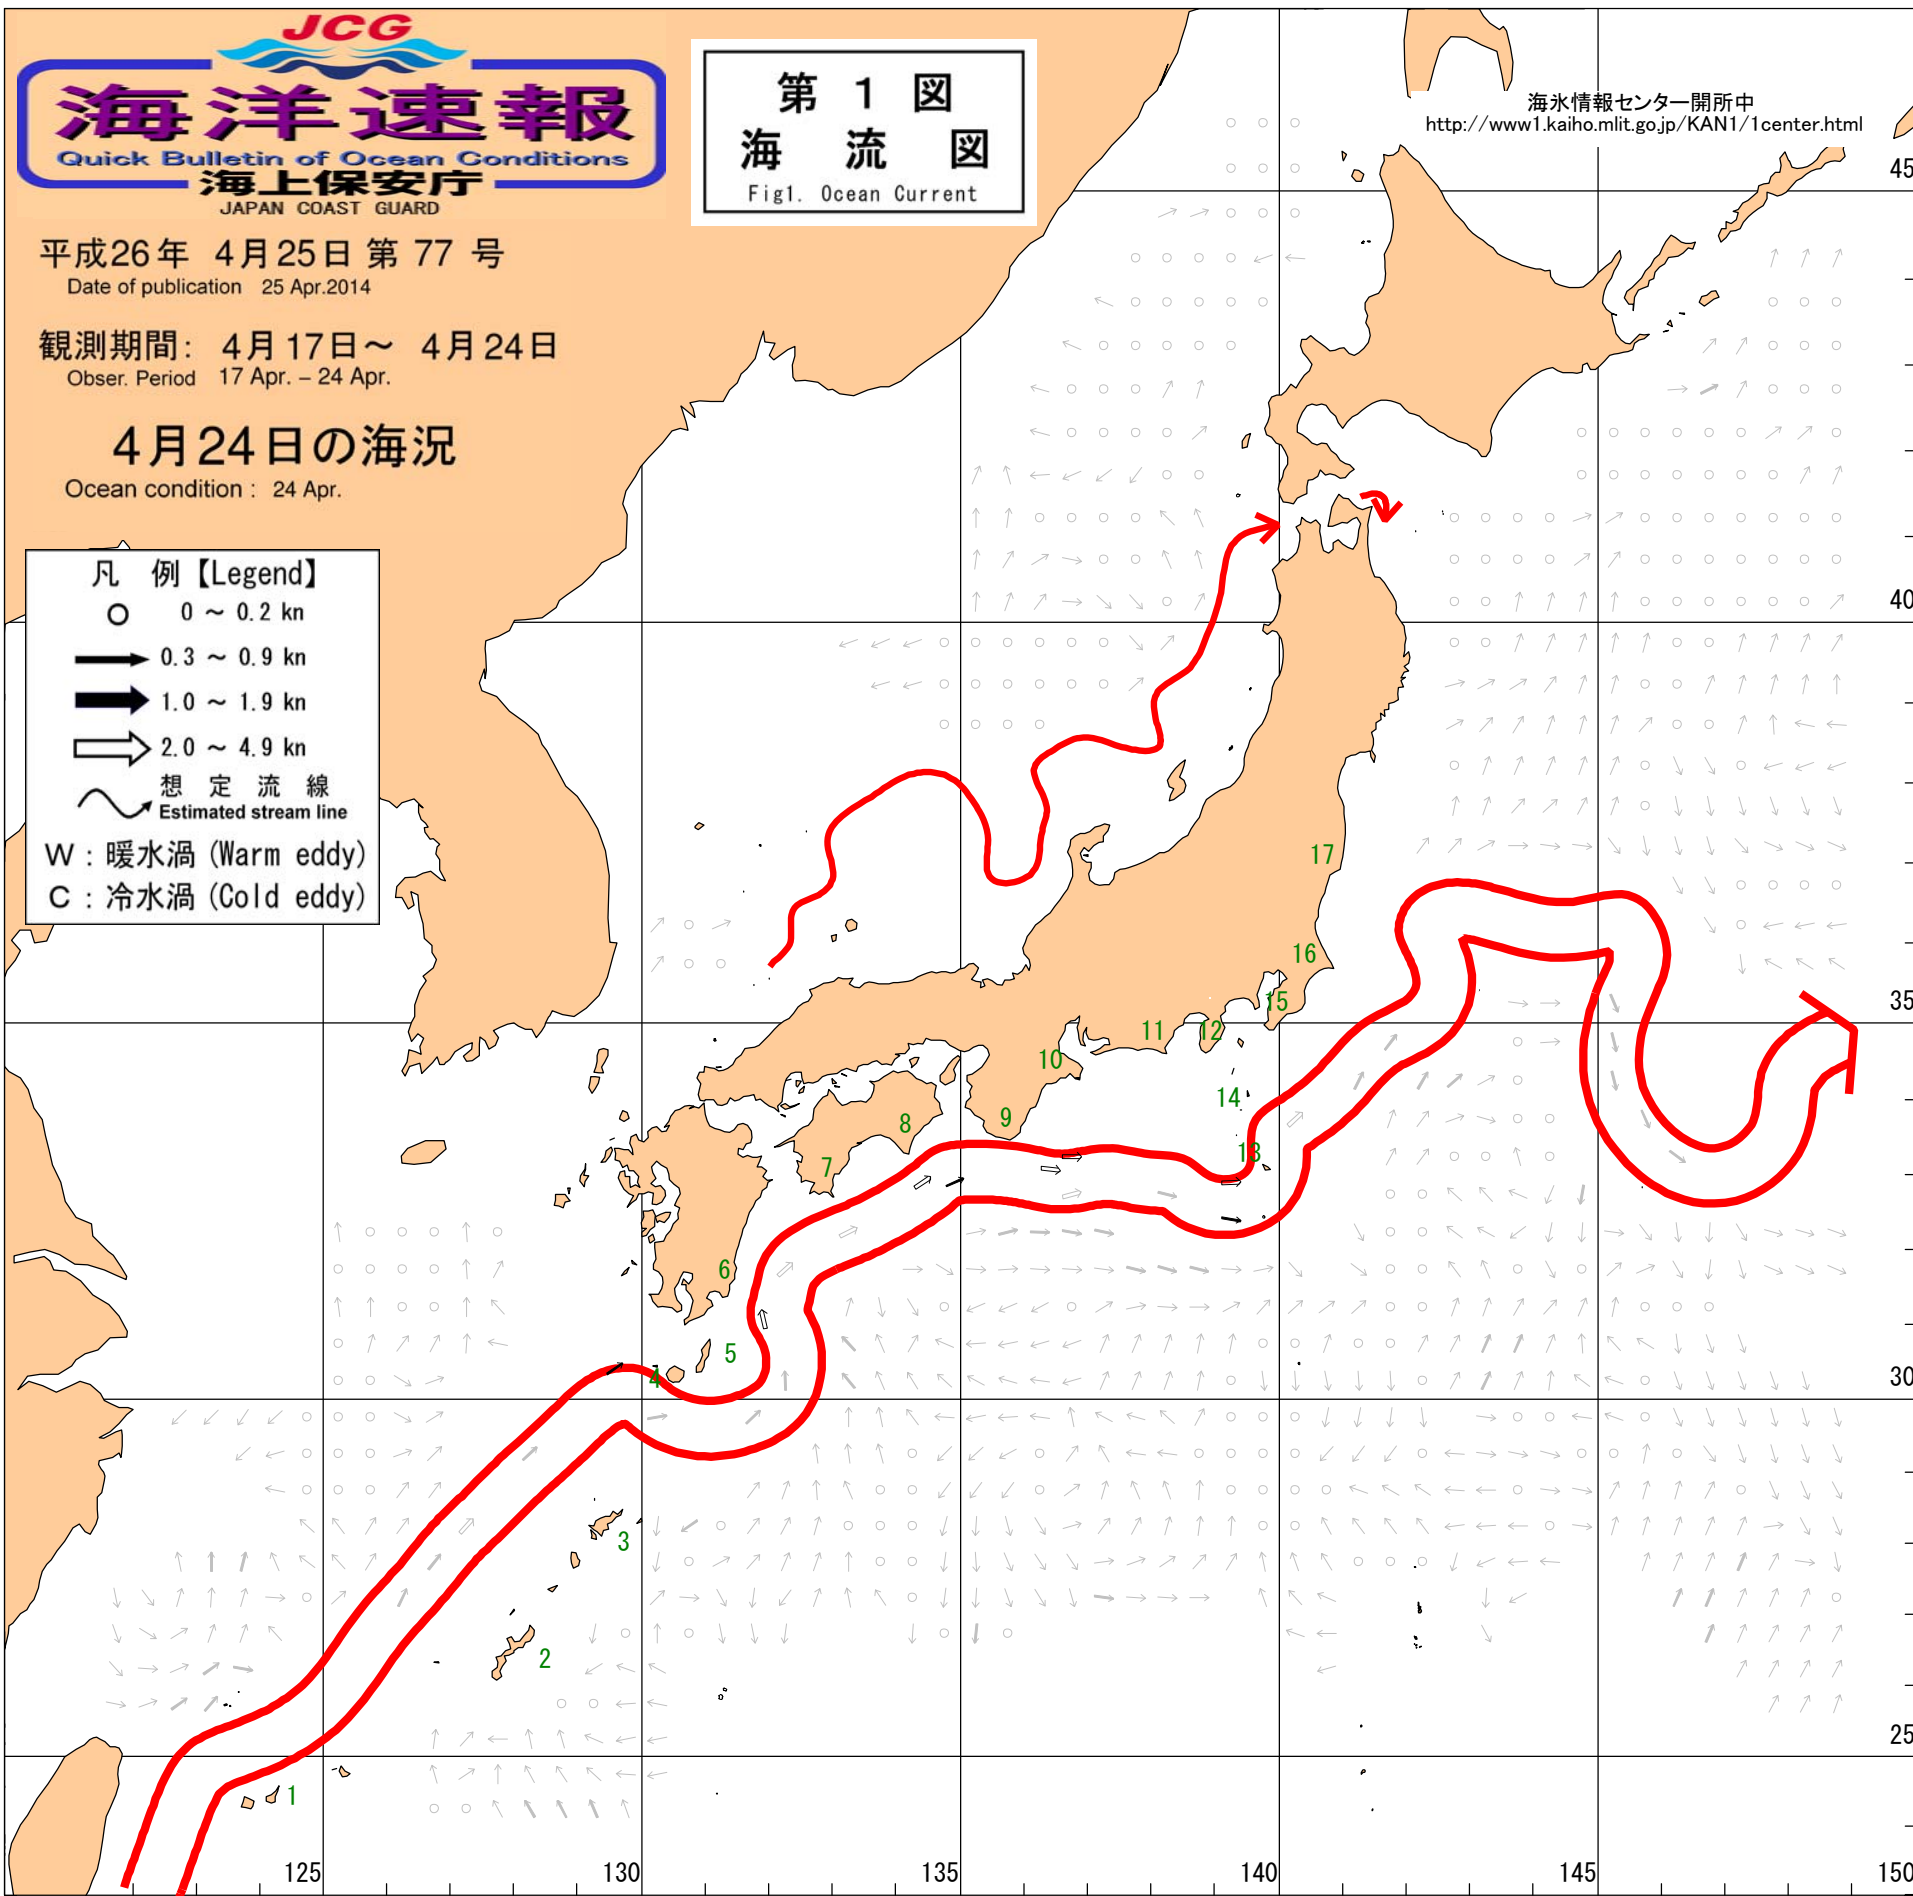 JCG
海洋速報
Quick Bulletin of Ocean Conditions
海上保安庁
JAPAN COAST GUARD
第 1 図
海 流 図
Fig1. Ocean Current
海氷情報センター開所中
http://www1.kaiho.mlit.go.jp/KAN1/1center.html
平成26年 4月25日 第 77 号
Date of publication 25 Apr.2014
観測期間: 4月17日～ 4月24日
Obser. Period 17 Apr. – 24 Apr.
4月24日の海況
Ocean condition : 24 Apr.
凡 例【Legend】
0 ～ 0.2 kn
0.3 ～ 0.9 kn
1.0 ～ 1.9 kn
2.0 ～ 4.9 kn
想 定 流 線
Estimated stream line
W : 暖水渦 (Warm eddy)
C : 冷水渦 (Cold eddy)
45
40
35
30
25
17
16
15
12
11
10
14
9
8
13
7
6
5
4
3
2
1
125
130
135
140
145
150